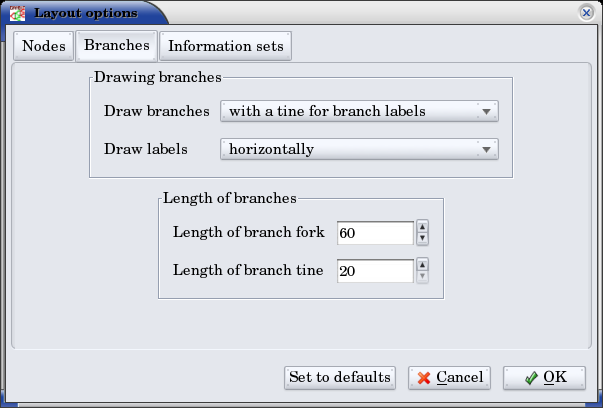 Layout options
Nodes Branches Information sets
Drawing branches
Draw branches with a tine for branch labels
Draw labels horizontally
Length of branches
Length of branch fork 60
Length of branch tine 20
Set to defaults Cancel OK